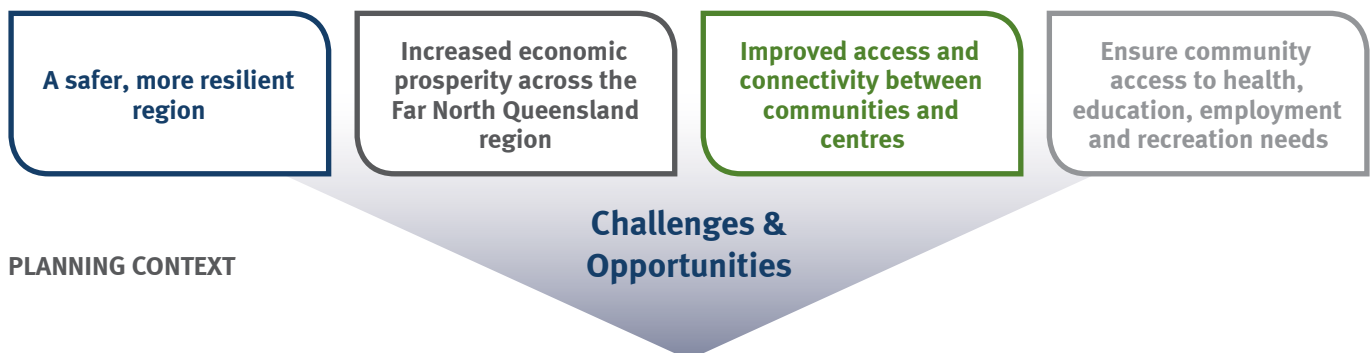 A safer, more resilient
region
Increased economic
prosperity across the
Far North Queensland
region
Improved access and
connectivity between
communities and
centres
Ensure community
access to health,
education, employment
and recreation needs
Challenges &
Opportunities
PLANNING CONTEXT